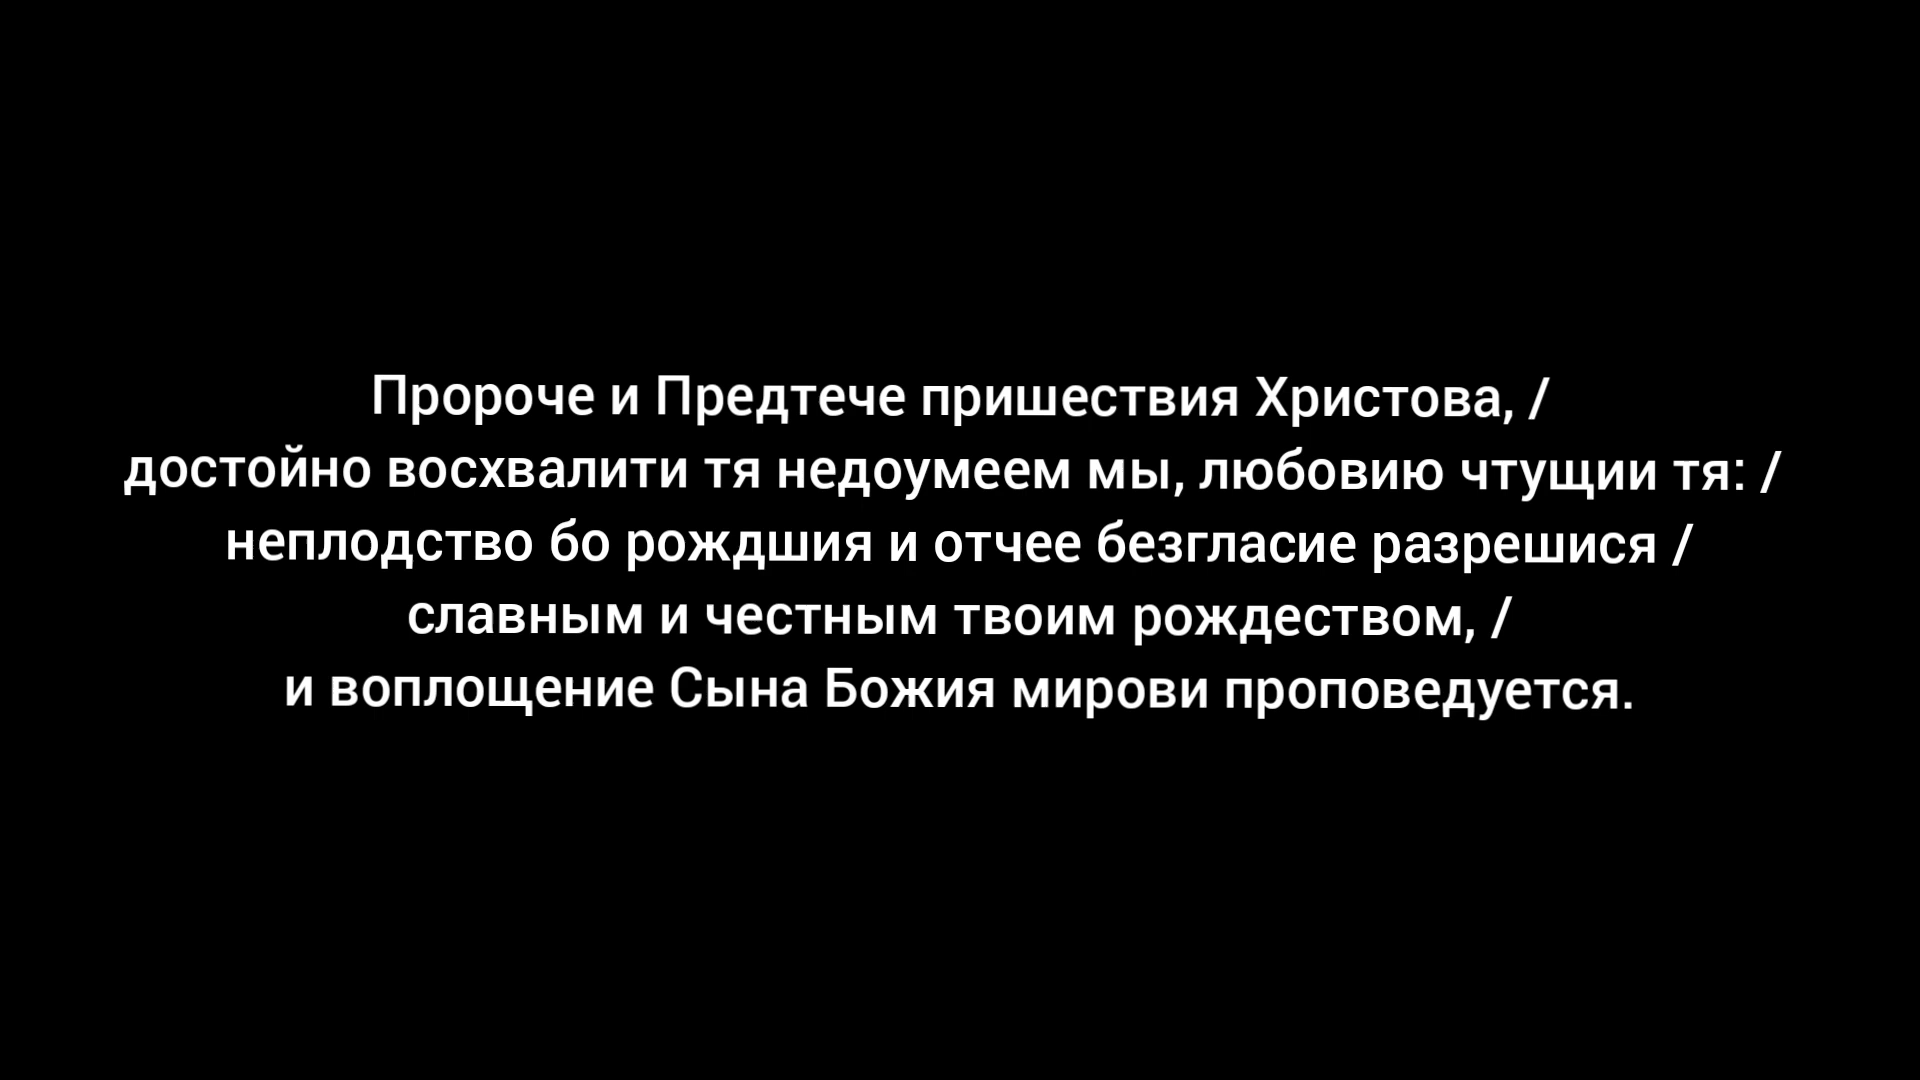 Пророче и Предтече пришествия Христова, /
достойно восхвалити тя недоумеем мы, любовию чтущии тя: /
неплодство бо рождшия и отчее безгласие разрешися /
славным и честным твоим рождеством, /
и воплощение Сына Божия мирови проповедуется.